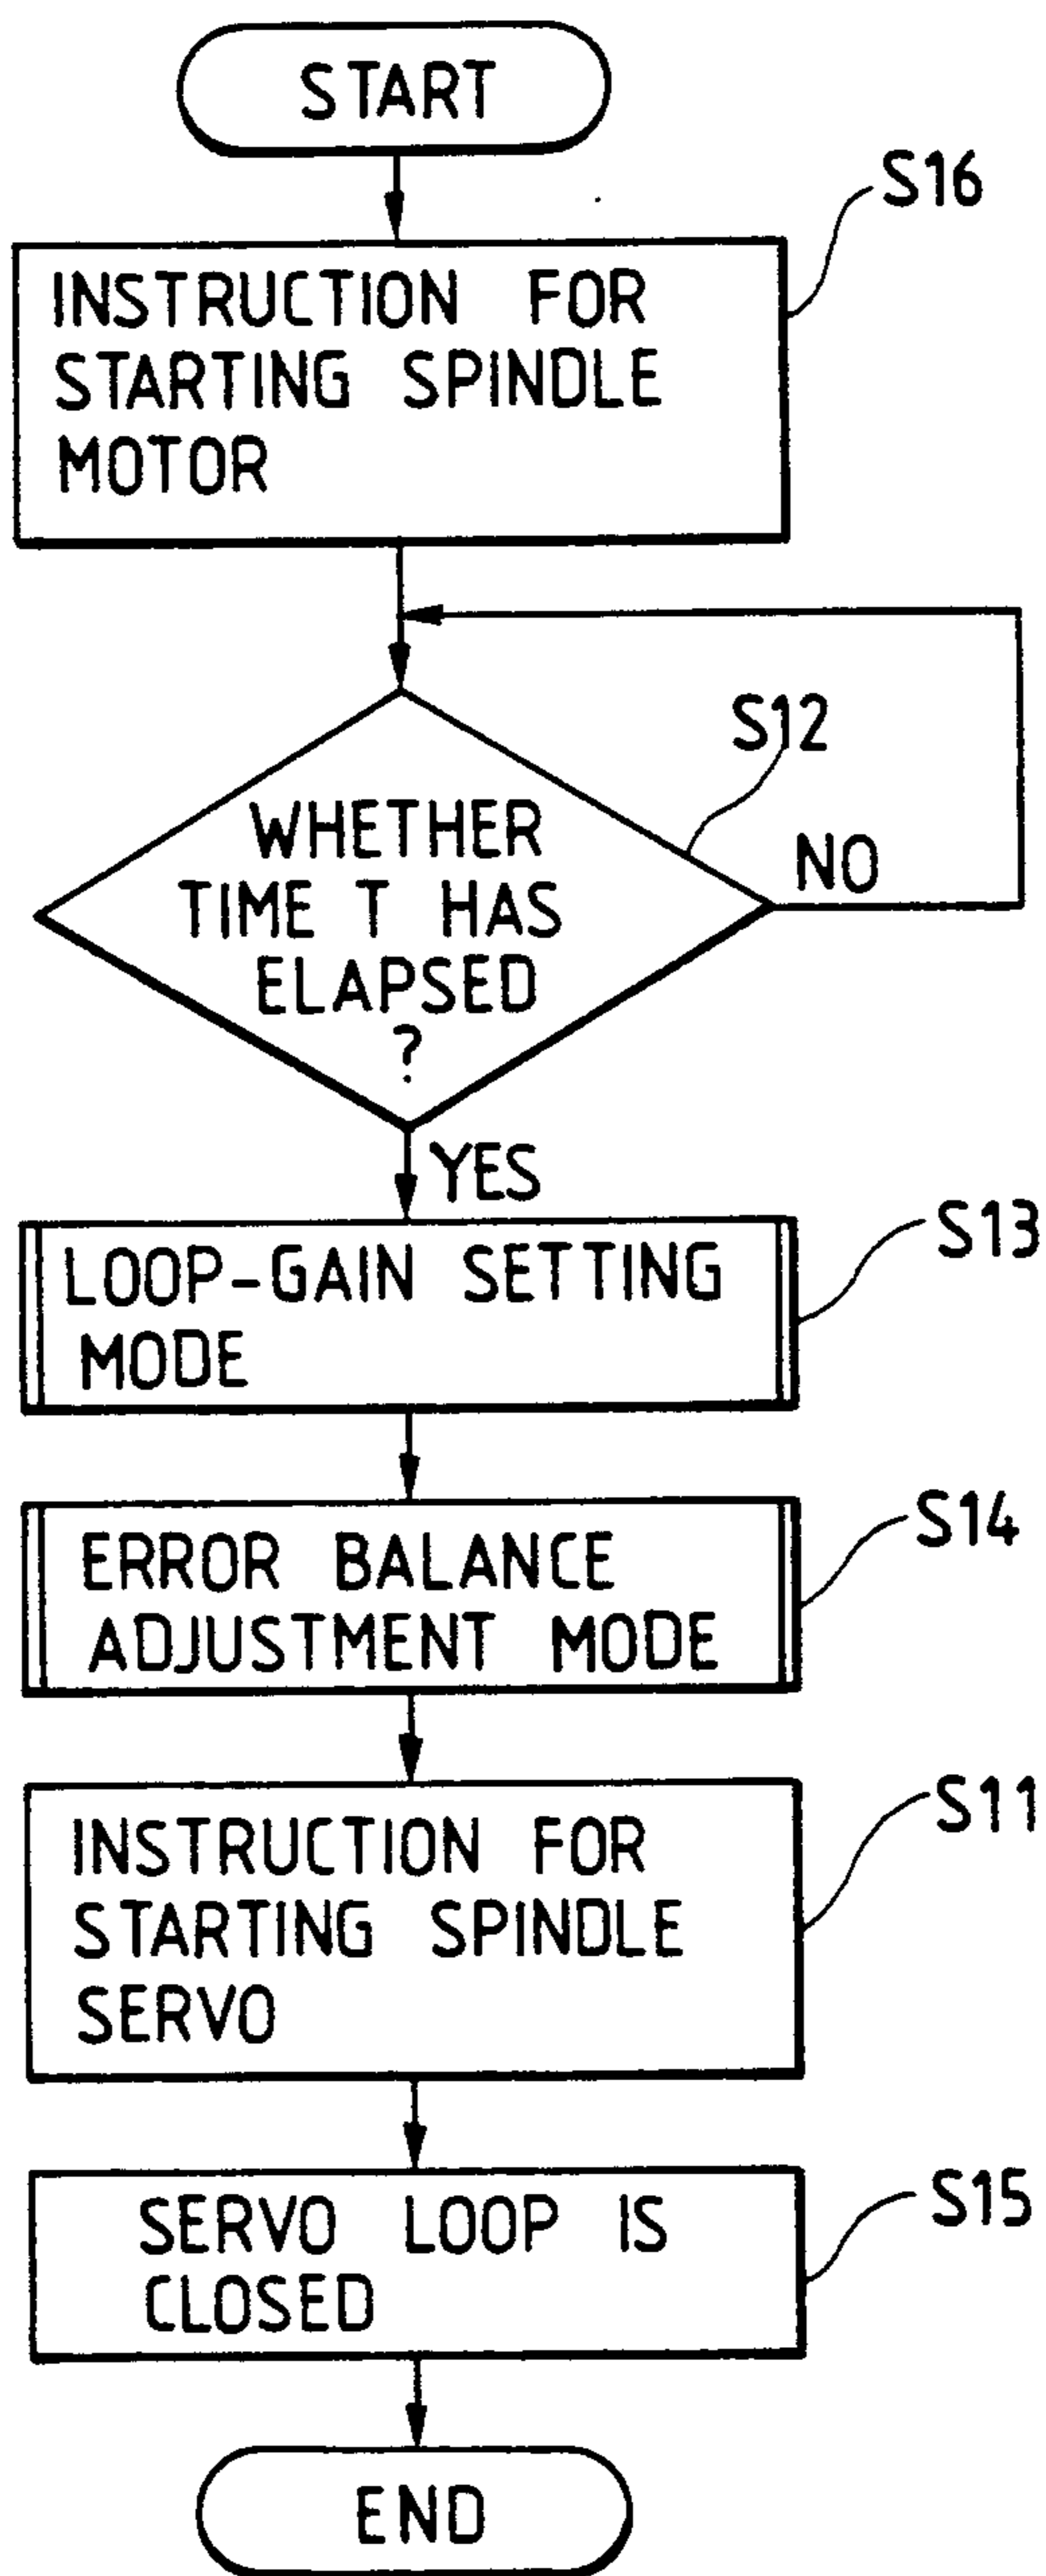 START
S16
INSTRUCTION FOR
STARTING SPINDLE
MOTOR
S12
WHETHER
TIME T HAS
ELAPSED
?
NO
YES
S13
LOOP-GAIN SETTING
MODE
S14
ERROR BALANCE
ADJUSTMENT MODE
S11
INSTRUCTION FOR
STARTING SPINDLE
SERVO
S15
SERVO LOOP IS
CLOSED
END